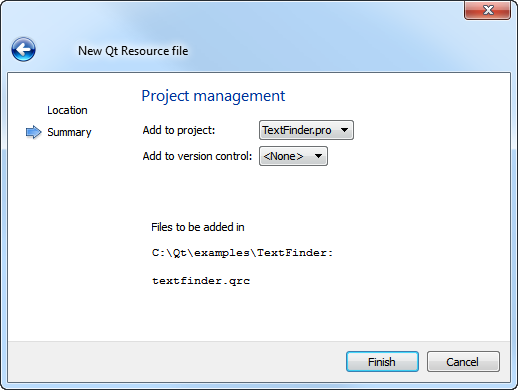 New Qt Resource file
Project management
Location
Summary
Add to project: TextFinder.pro
Add to version control: <None>
Files to be added in
C:\Qt\examples\TextFinder:
textfinder.qrc
Finish Cancel